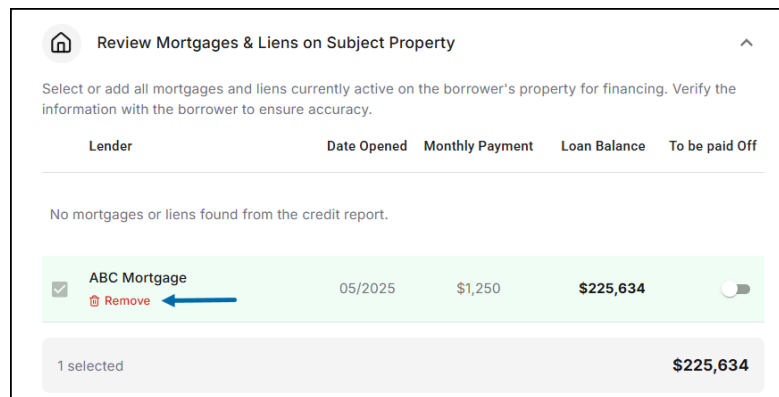 Review Mortgages & Liens on Subject Property
Select or add all mortgages and liens currently active on the borrower's property for financing. Verify the
information with the borrower to ensure accuracy.
Lender Date Opened Monthly Payment Loan Balance To be paid Off
No mortgages or liens found from the credit report.
ABC Mortgage
Remove
05/2025 $1,250 $225,634
1 selected $225,634